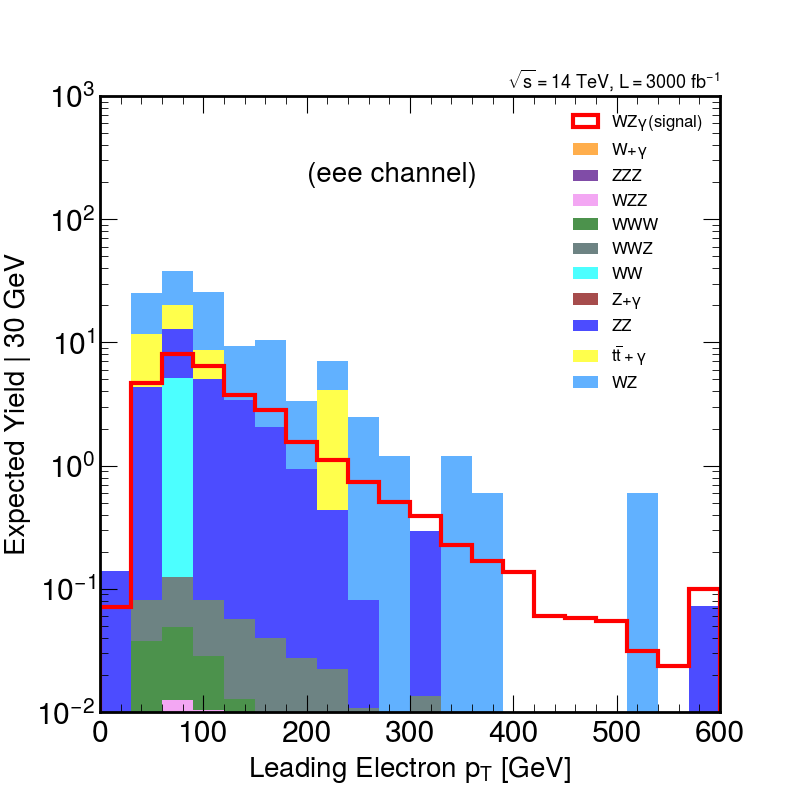 √s = 14 TeV, L = 3000 fb⁻¹
10³
(eee channel)
WZγ(signal)
W+γ
ZZZ
WZZ
WWW
WWZ
WW
Z+γ
ZZ
tt̄+γ
WZ
10²
10¹
10⁰
10⁻¹
10⁻²
Expected Yield | 30 GeV
0 100 200 300 400 500 600
Leading Electron p_T [GeV]